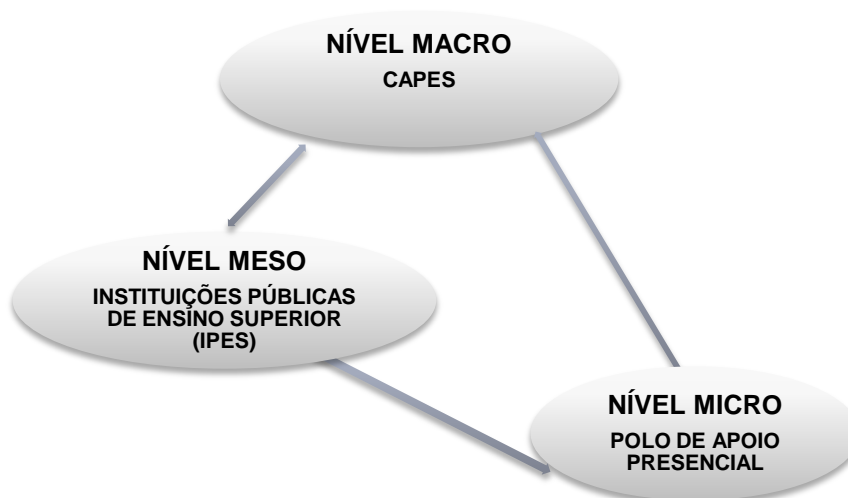 NÍVEL MACRO
CAPES
NÍVEL MESO
INSTITUIÇÕES PÚBLICAS
DE ENSINO SUPERIOR
(IPES)
NÍVEL MICRO
POLO DE APOIO
PRESENCIAL